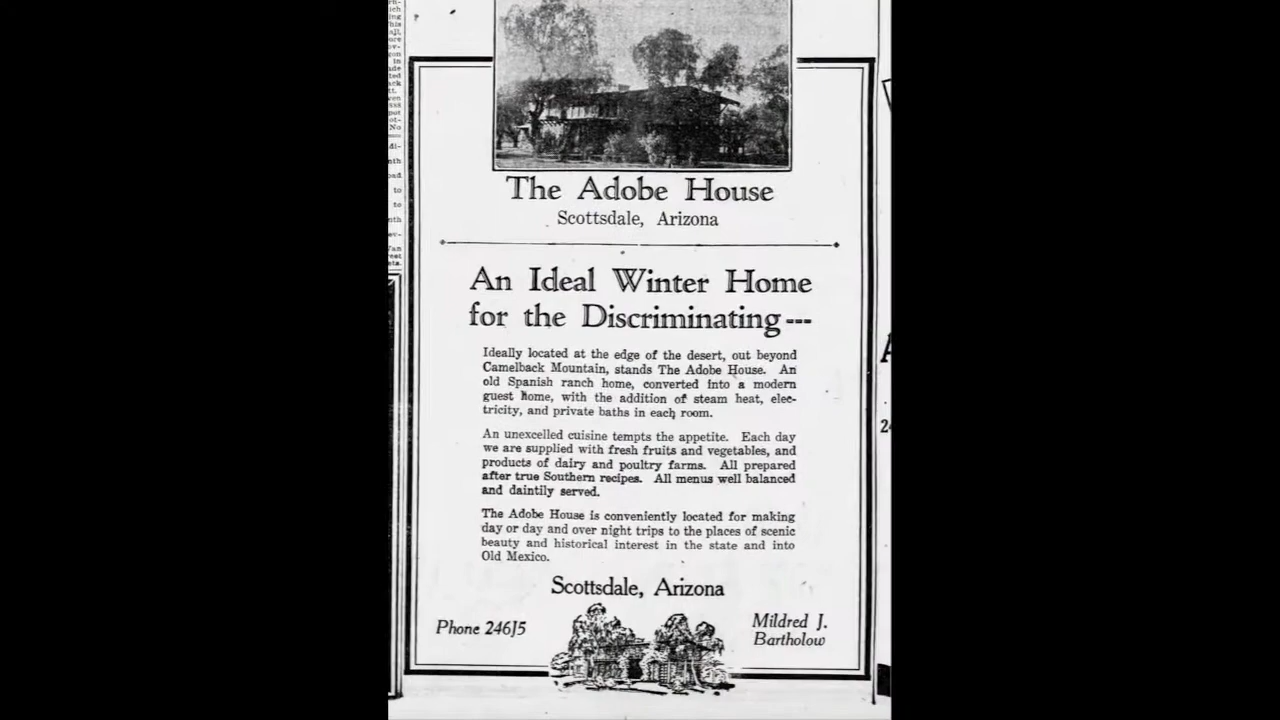 The Adobe House
Scottsdale, Arizona
An Ideal Winter Home
for the Discriminating---
Ideally located at the edge of the desert, out beyond
Camelback Mountain, stands The Adobe House. An
old Spanish ranch home, converted into a modern
guest home, with the addition of steam heat, elec-
tricity, and private baths in each room.
An unexcelled cuisine tempts the appetite. Each day
we are supplied with fresh fruits and vegetables, and
products of dairy and poultry farms. All prepared
after true Southern recipes. All menus well balanced
and daintily served.
The Adobe House is conveniently located for making
day or day and over night trips to the places of scenic
beauty and historical interest in the state and into
Old Mexico.
Scottsdale, Arizona
Phone 246J5
Mildred J.
Bartholow